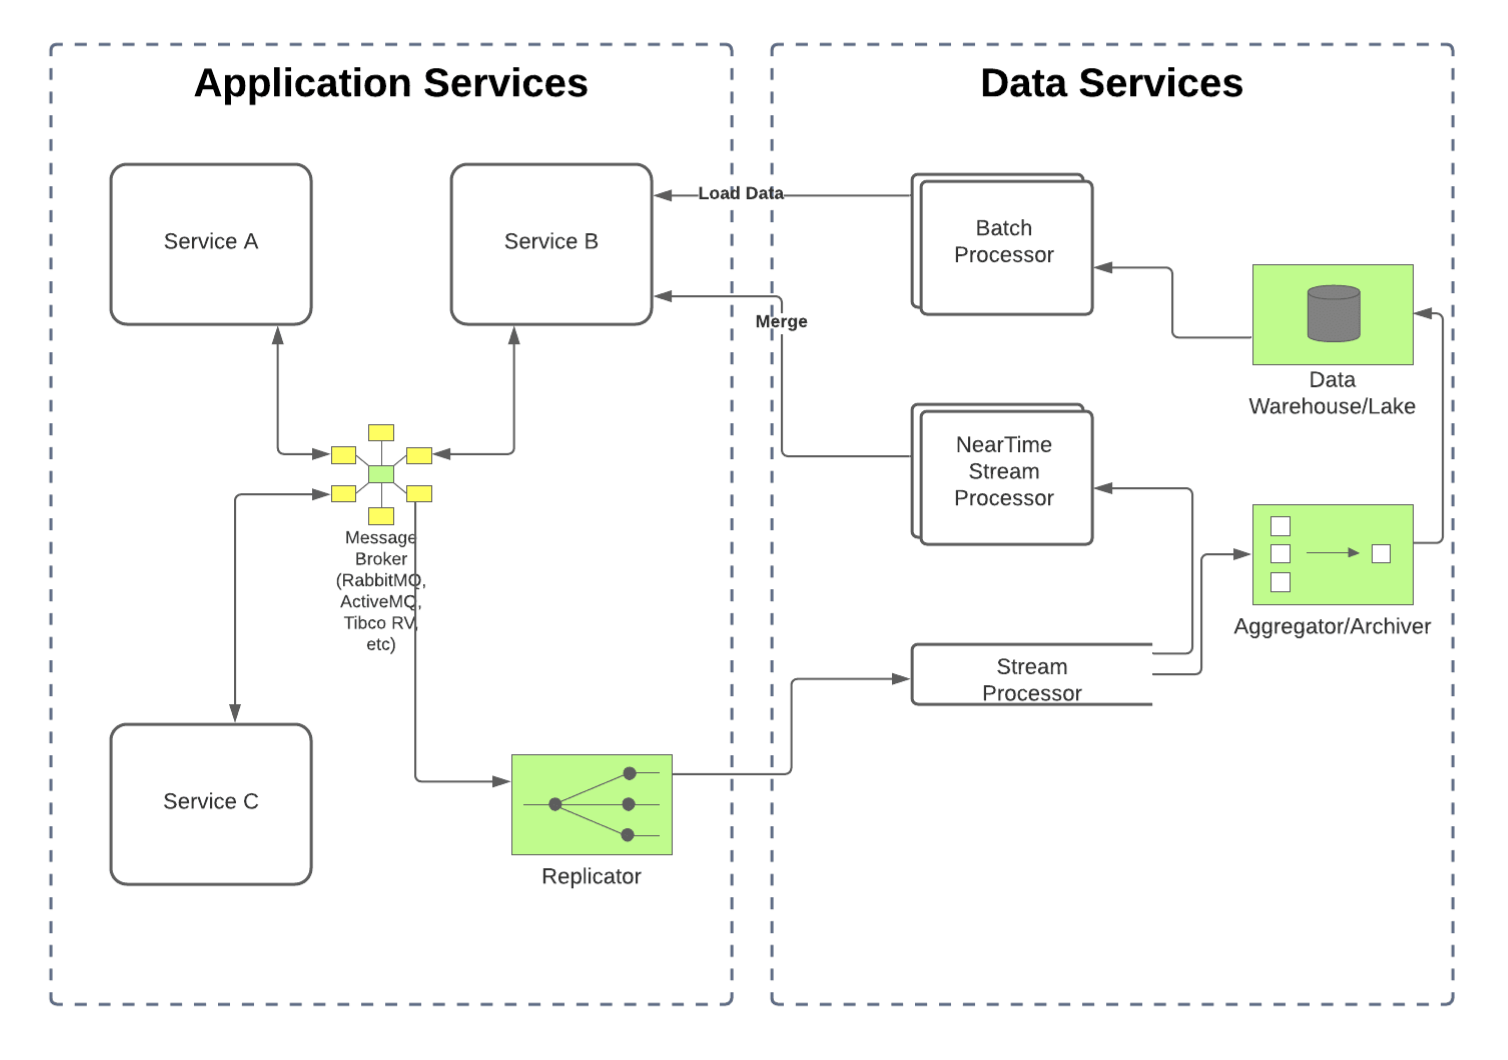 Application Services
Data Services
Service A
Service B
Load Data
Batch
Processor
Merge
Data
Warehouse/Lake
NearTime
Stream
Processor
Message
Broker
(RabbitMQ,
ActiveMQ,
Tibco RV,
etc)
Aggregator/Archiver
Stream
Processor
Service C
Replicator